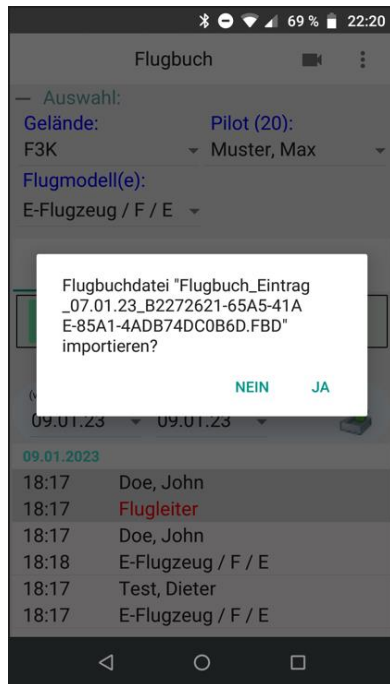 69 % 22:20
Flugbuch
— Auswahl:
Gelände: Pilot (20):
F3K Muster, Max
Flugmodell(e):
E-Flugzeug / F / E
Flugbuchdatei "Flugbuch_Eintrag
_07.01.23_B2272621-65A5-41A
E-85A1-4ADB74DC0B6D.FBD"
importieren?
NEIN JA
09.01.23 09.01.23
09.01.2023
18:17 Doe, John
18:17 Flugleiter
18:17 Doe, John
18:18 E-Flugzeug / F / E
18:17 Test, Dieter
18:17 E-Flugzeug / F / E